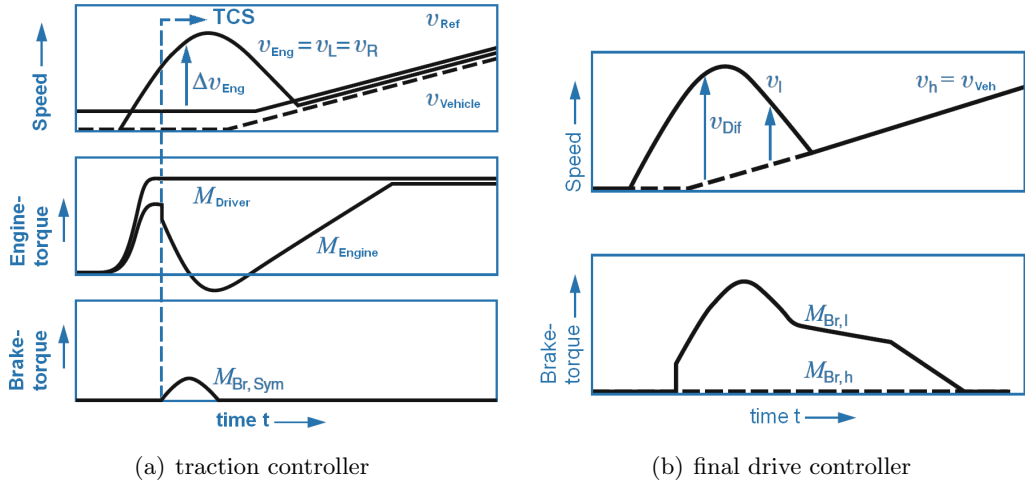 TCS
v_Ref
v_Eng = v_L = v_R
Δv_Eng
v_Vehicle
Speed
M_Driver
M_Engine
Engine-
torque
M_Br, Sym
Brake-
torque
time t
(a) traction controller
v_l
v_h = v_Veh
v_Dif
Speed
M_Br,l
M_Br,h
Brake-
torque
time t
(b) final drive controller